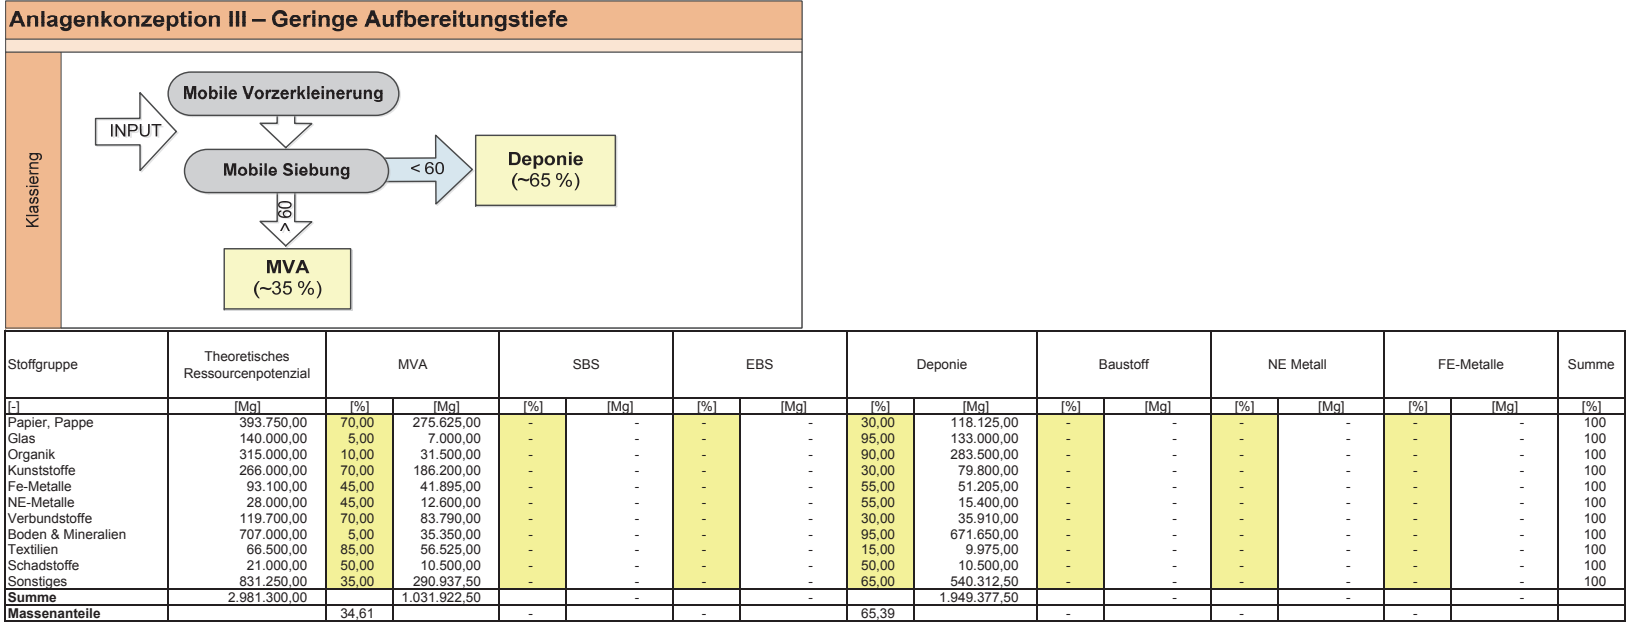 Anlagenkonzeption III – Geringe Aufbereitungstiefe
Klassierng
INPUT
Mobile Vorzerkleinerung
Mobile Siebung
< 60
Deponie
(~65 %)
> 60
MVA
(~35 %)
Stoffgruppe Theoretisches Ressourcenpotenzial MVA SBS EBS Deponie Baustoff NE Metall FE-Metalle Summe
[-] [Mg] [%] [Mg] [%] [Mg] [%] [Mg] [%] [Mg] [%] [Mg] [%] [Mg] [%] [Mg] [%]
Papier, Pappe 393.750,00 70,00 275.625,00 - - - - 30,00 118.125,00 - - - - - - 100
Glas 140.000,00 5,00 7.000,00 - - - - 95,00 133.000,00 - - - - - - 100
Organik 315.000,00 10,00 31.500,00 - - - - 90,00 283.500,00 - - - - - - 100
Kunststoffe 266.000,00 70,00 186.200,00 - - - - 30,00 79.800,00 - - - - - - 100
Fe-Metalle 93.100,00 45,00 41.895,00 - - - - 55,00 51.205,00 - - - - - - 100
NE-Metalle 28.000,00 45,00 12.600,00 - - - - 55,00 15.400,00 - - - - - - 100
Verbundstoffe 119.700,00 70,00 83.790,00 - - - - 30,00 35.910,00 - - - - - - 100
Boden & Mineralien 707.000,00 5,00 35.350,00 - - - - 95,00 671.650,00 - - - - - - 100
Textilien 66.500,00 85,00 56.525,00 - - - - 15,00 9.975,00 - - - - - - 100
Schadstoffe 21.000,00 50,00 10.500,00 - - - - 50,00 10.500,00 - - - - - - 100
Sonstiges 831.250,00 35,00 290.937,50 - - - - 65,00 540.312,50 - - - - - - 100
Summe 2.981.300,00 1.031.922,50 - - 1.949.377,50 - - -
Massenanteile 34,61 - - 65,39 - - -